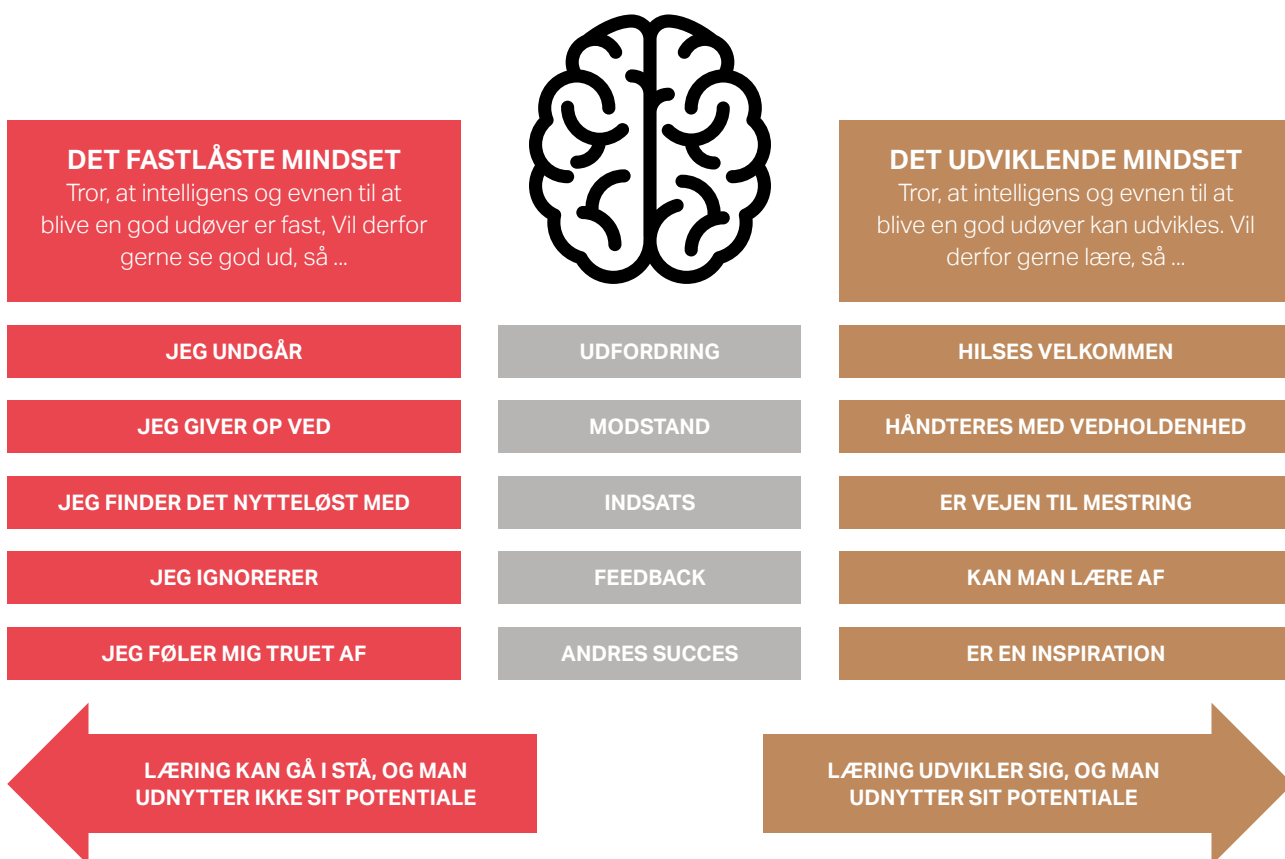 DET FASTLÅSTE MINDSET
Tror, at intelligens og evnen til at
blive en god udøver er fast, Vil derfor
gerne se god ud, så ...
DET UDVIKLENDE MINDSET
Tror, at intelligens og evnen til at
blive en god udøver kan udvikles. Vil
derfor gerne lære, så ...
JEG UNDGÅR
UDFORDRING
HILSES VELKOMMEN
JEG GIVER OP VED
MODSTAND
HÅNDTERES MED VEDHOLDENHED
JEG FINDER DET NYTTELØST MED
INDSATS
ER VEJEN TIL MESTRING
JEG IGNORERER
FEEDBACK
KAN MAN LÆRE AF
JEG FØLER MIG TRUET AF
ANDRES SUCCES
ER EN INSPIRATION
LÆRING KAN GÅ I STÅ, OG MAN
UDNYTTER IKKE SIT POTENTIALE
LÆRING UDVIKLER SIG, OG MAN
UDNYTTER SIT POTENTIALE